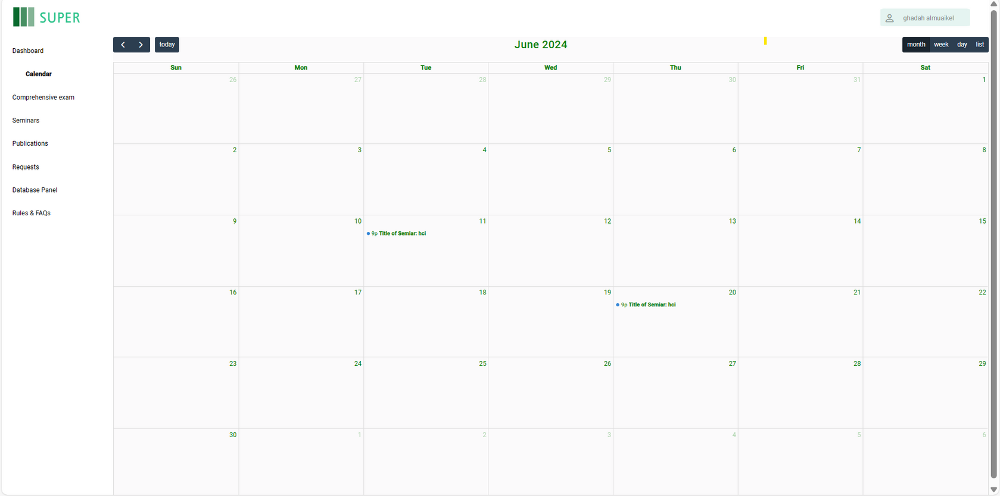 SUPER
ghadah almuaikel
Dashboard
Calendar
Comprehensive exam
Seminars
Publications
Requests
Database Panel
Rules & FAQs
today
June 2024
month week day list
Sun Mon Tue Wed Thu Fri Sat
26 27 28 29 30 31 1
2 3 4 5 6 7 8
9 10 11 12 13 14 15
9p Title of Semiar: hci
16 17 18 19 20 21 22
9p Title of Semiar: hci
23 24 25 26 27 28 29
30 1 2 3 4 5 6